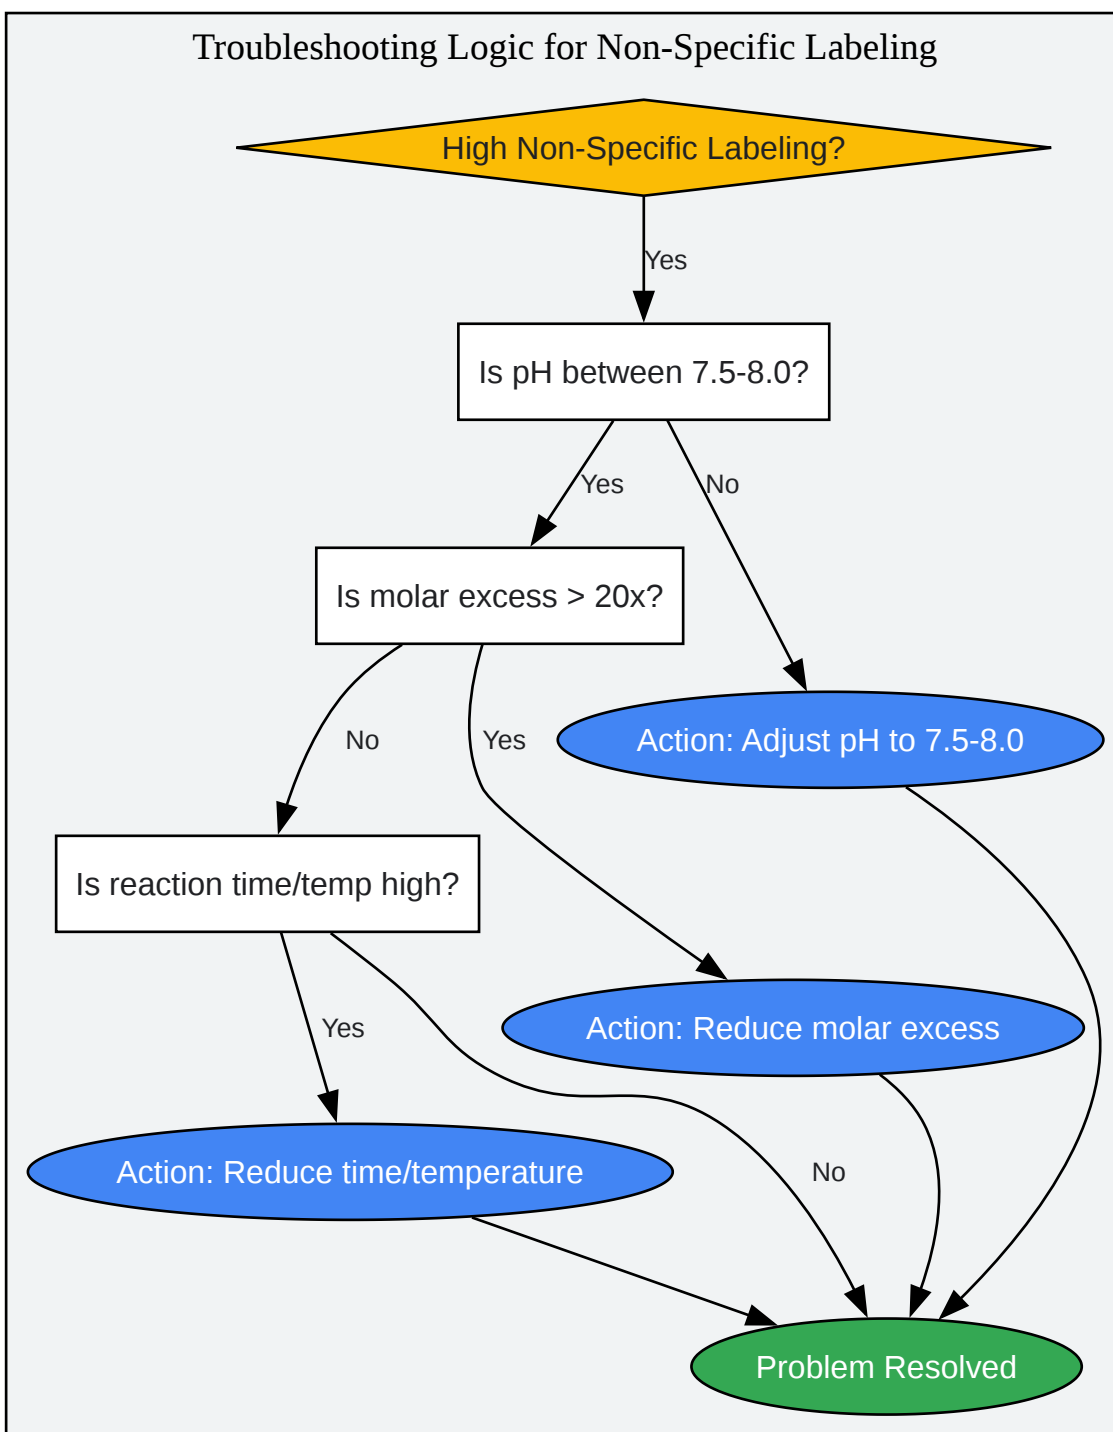 Troubleshooting Logic for Non-Specific Labeling
High Non-Specific Labeling?
Yes
Is pH between 7.5-8.0?
Yes
No
Is molar excess > 20x?
No
Yes
Action: Adjust pH to 7.5-8.0
Is reaction time/temp high?
Yes
Action: Reduce molar excess
Action: Reduce time/temperature
No
Problem Resolved